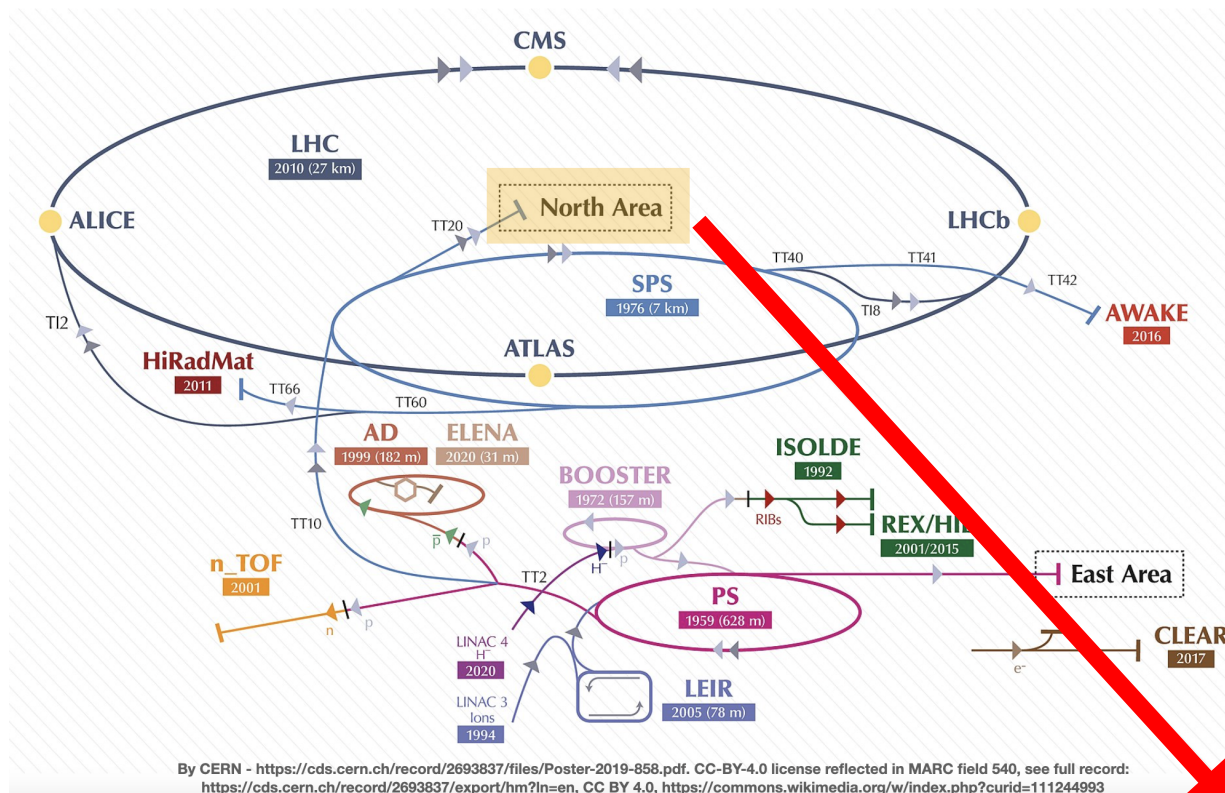 CMS
LHC
2010 (27 km)
North Area
ALICE
TT20
LHCb
TT40
TT41
SPS
1976 (7 km)
TI8
TT42
AWAKE
2016
TI2
ATLAS
HiRadMat
2011
TT66
TT60
AD
1999 (182 m)
ELENA
2020 (31 m)
ISOLDE
1992
BOOSTER
1972 (157 m)
RIBs
REX/HIE
2001/2015
TT10
p̅
p
H⁻
p
n_TOF
2001
TT2
East Area
PS
1959 (628 m)
n
p
LINAC 4
H⁻
2020
CLEAR
2017
e⁻
LEIR
2005 (78 m)
LINAC 3
Ions
1994
By CERN - https://cds.cern.ch/record/2693837/files/Poster-2019-858.pdf. CC-BY-4.0 license reflected in MARC field 540, see full record:
https://cds.cern.ch/record/2693837/export/hm?ln=en, CC BY 4.0, https://commons.wikimedia.org/w/index.php?curid=111244993